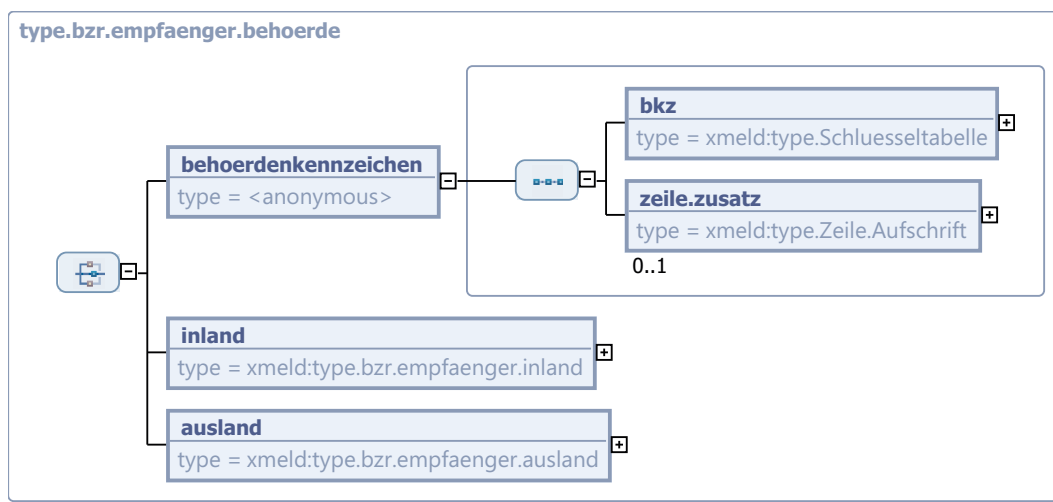 type.bzr.empfaenger.behoerde
bkz
type = xmeld:type.Schluesseltabelle
behoerdenkennzeichen
type = <anonymous>
zeile.zusatz
type = xmeld:type.Zeile.Aufschrift
0..1
inland
type = xmeld:type.bzr.empfaenger.inland
ausland
type = xmeld:type.bzr.empfaenger.ausland